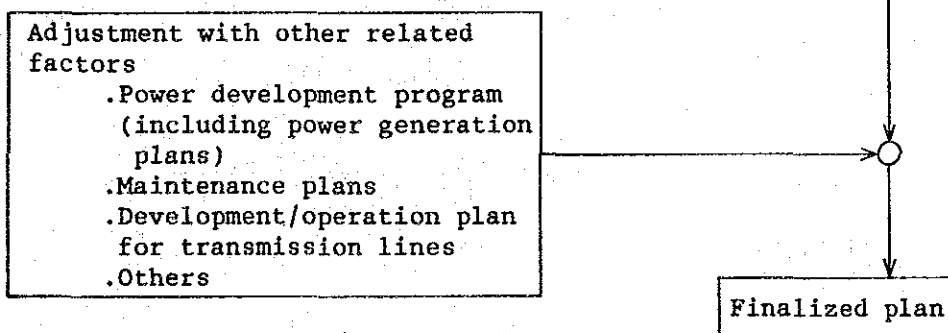 Adjustment with other related
factors
.Power development program
(including power generation
plans)
.Maintenance plans
.Development/operation plan
for transmission lines
.Others
Finalized plan